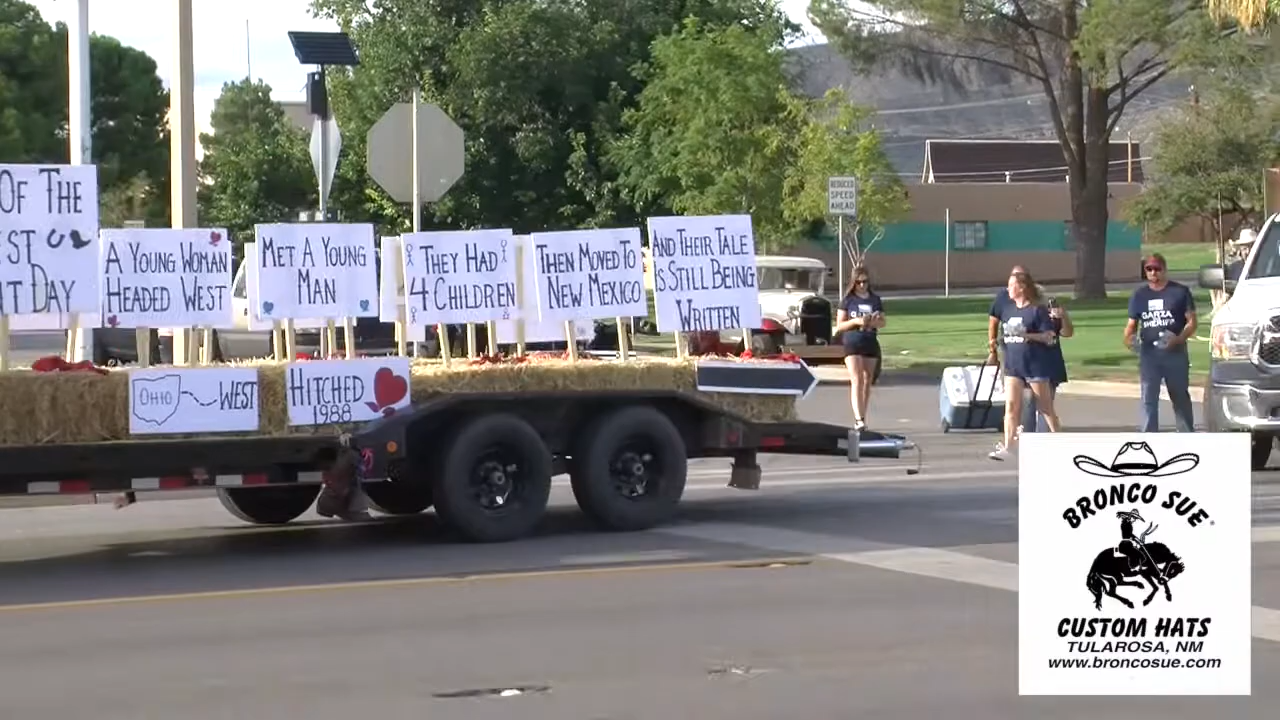 OF THE
EST
T DAY
A YOUNG WOMAN
HEADED WEST
MET A YOUNG
MAN
THEY HAD
4 CHILDREN
THEN MOVED TO
NEW MEXICO
AND THEIR TALE
IS STILL BEING
WRITTEN
OHIO WEST
HITCHED
1988
REDUCED
SPEED
AHEAD
GARZA
SHERIFF
BRONCO SUE
CUSTOM HATS
TULAROSA, NM
www.broncosue.com